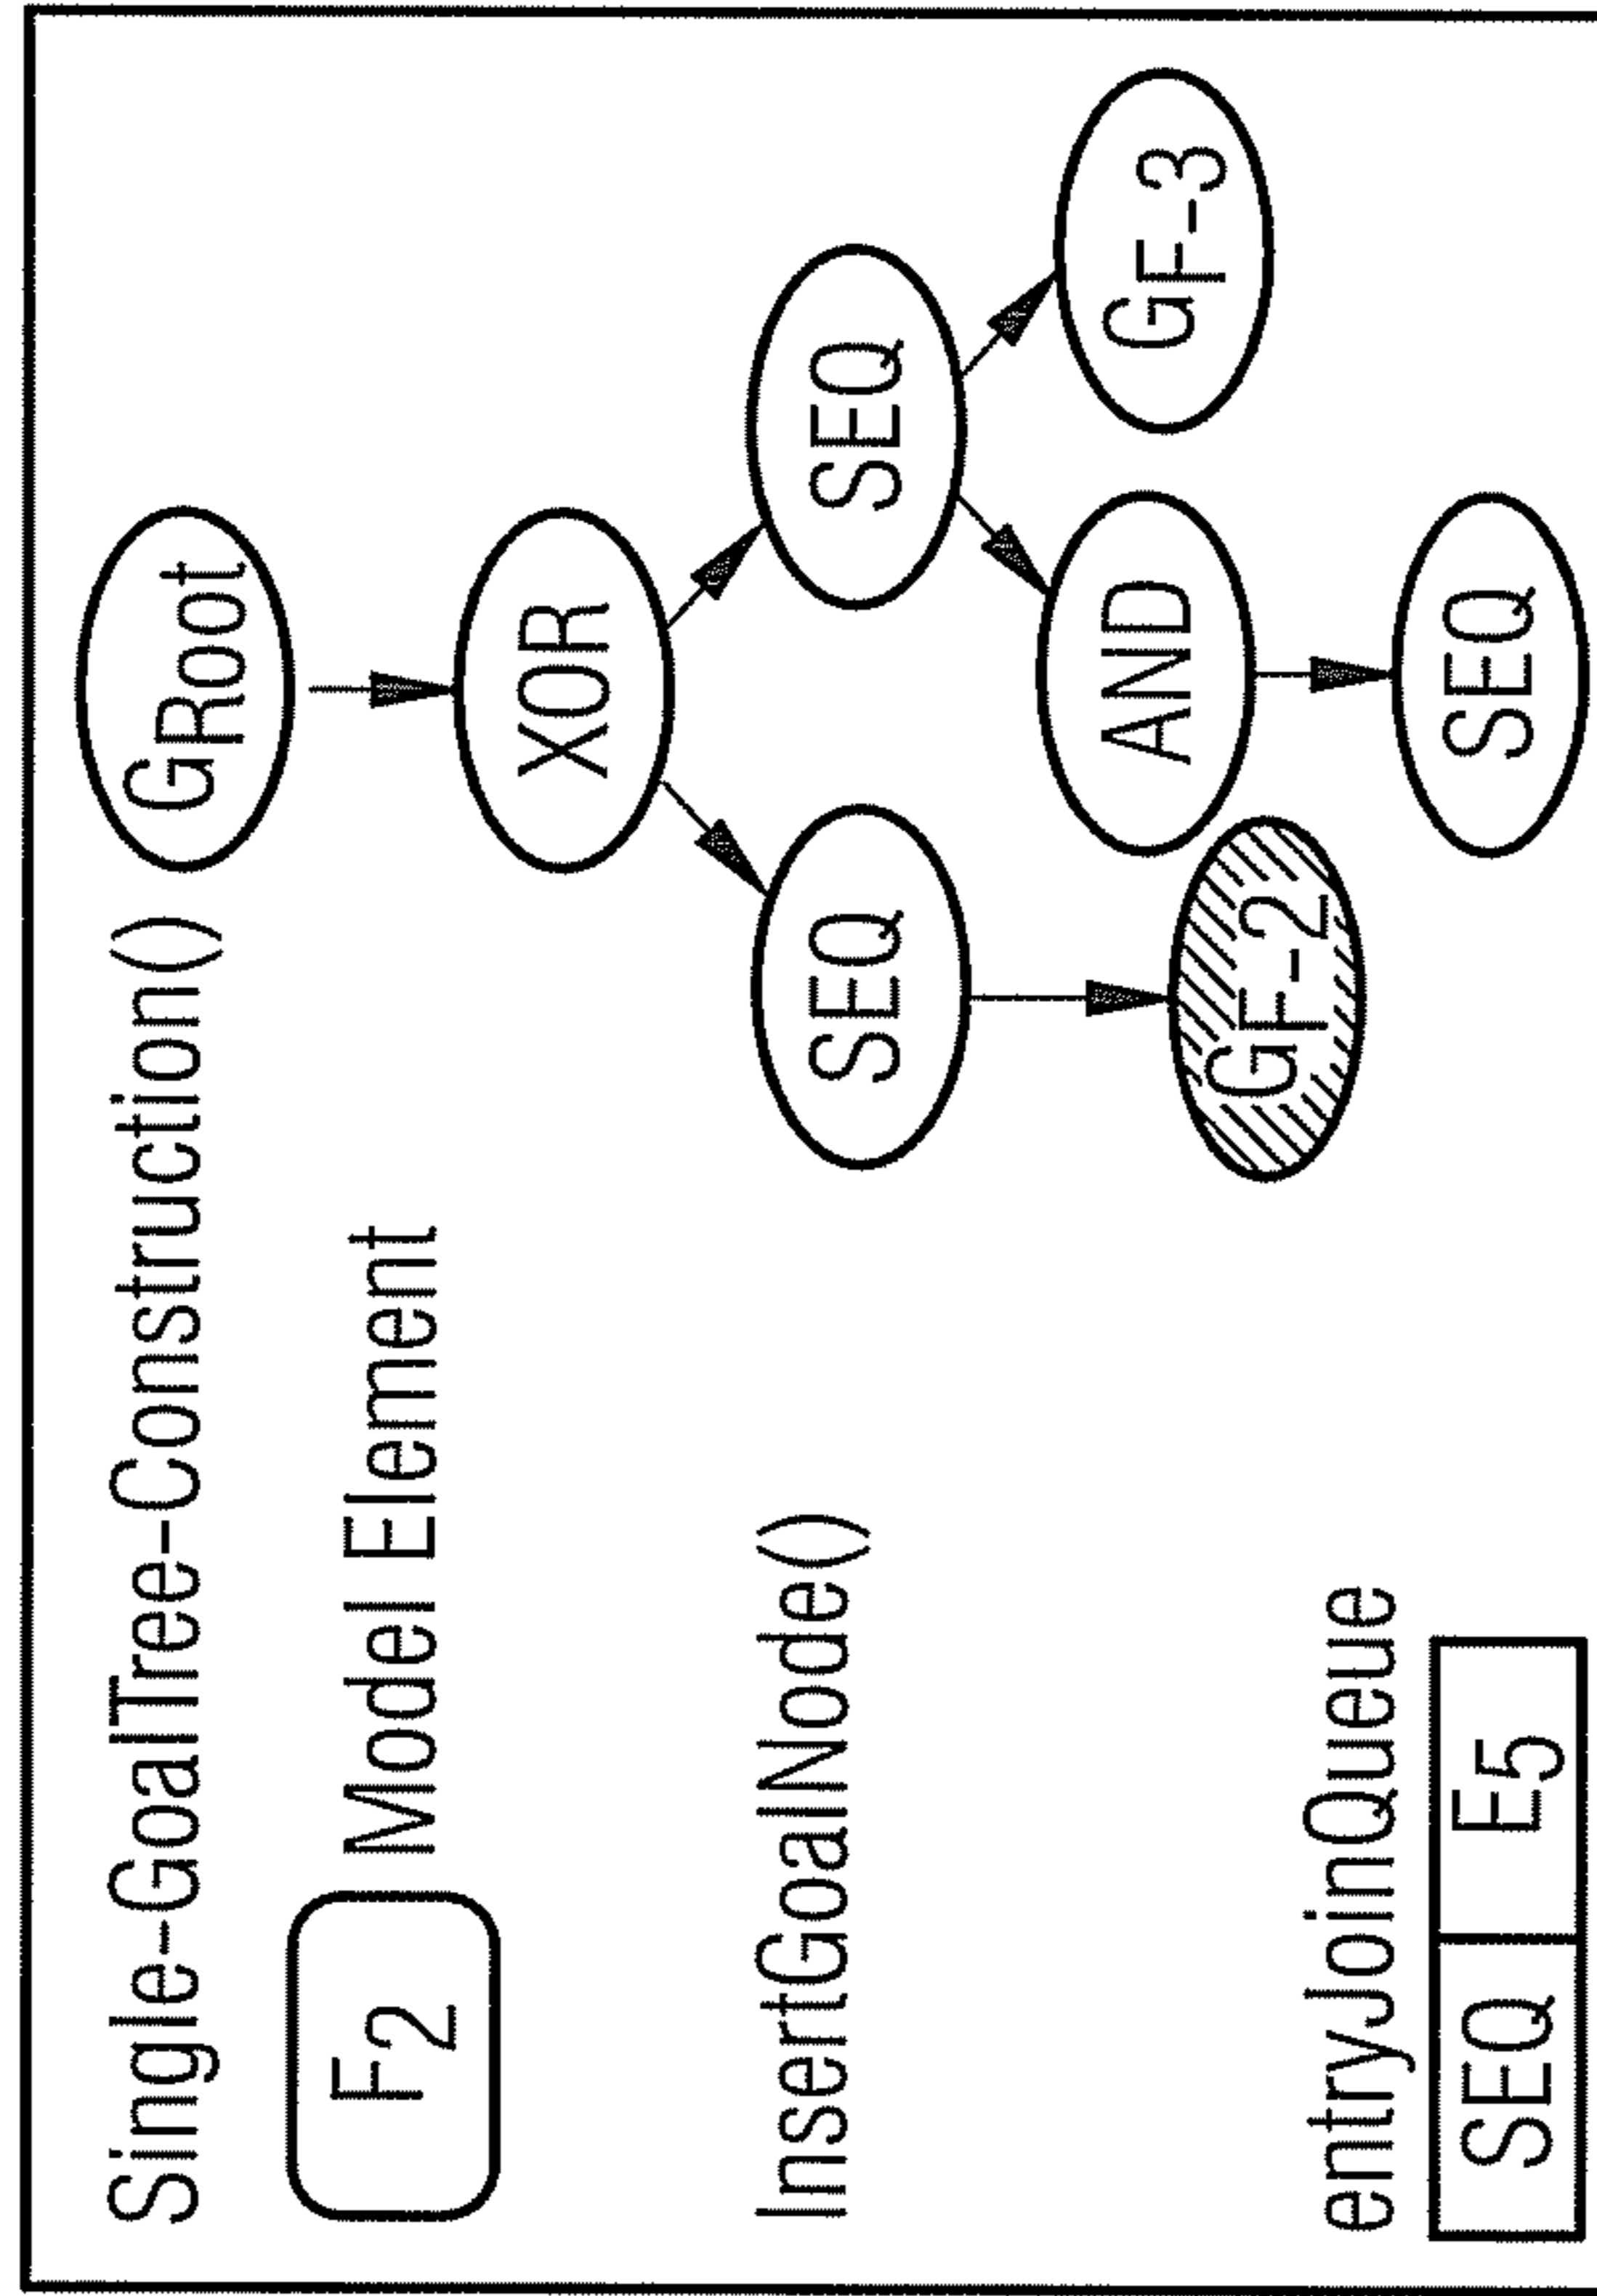 Single-GoalTree-Construction()
GRoot
F2 Model Element
XOR
InsertGoalNode()
SEQ
SEQ
GF-2
AND
GF-3
entryJoinQueue
SEQ E5
SEQ